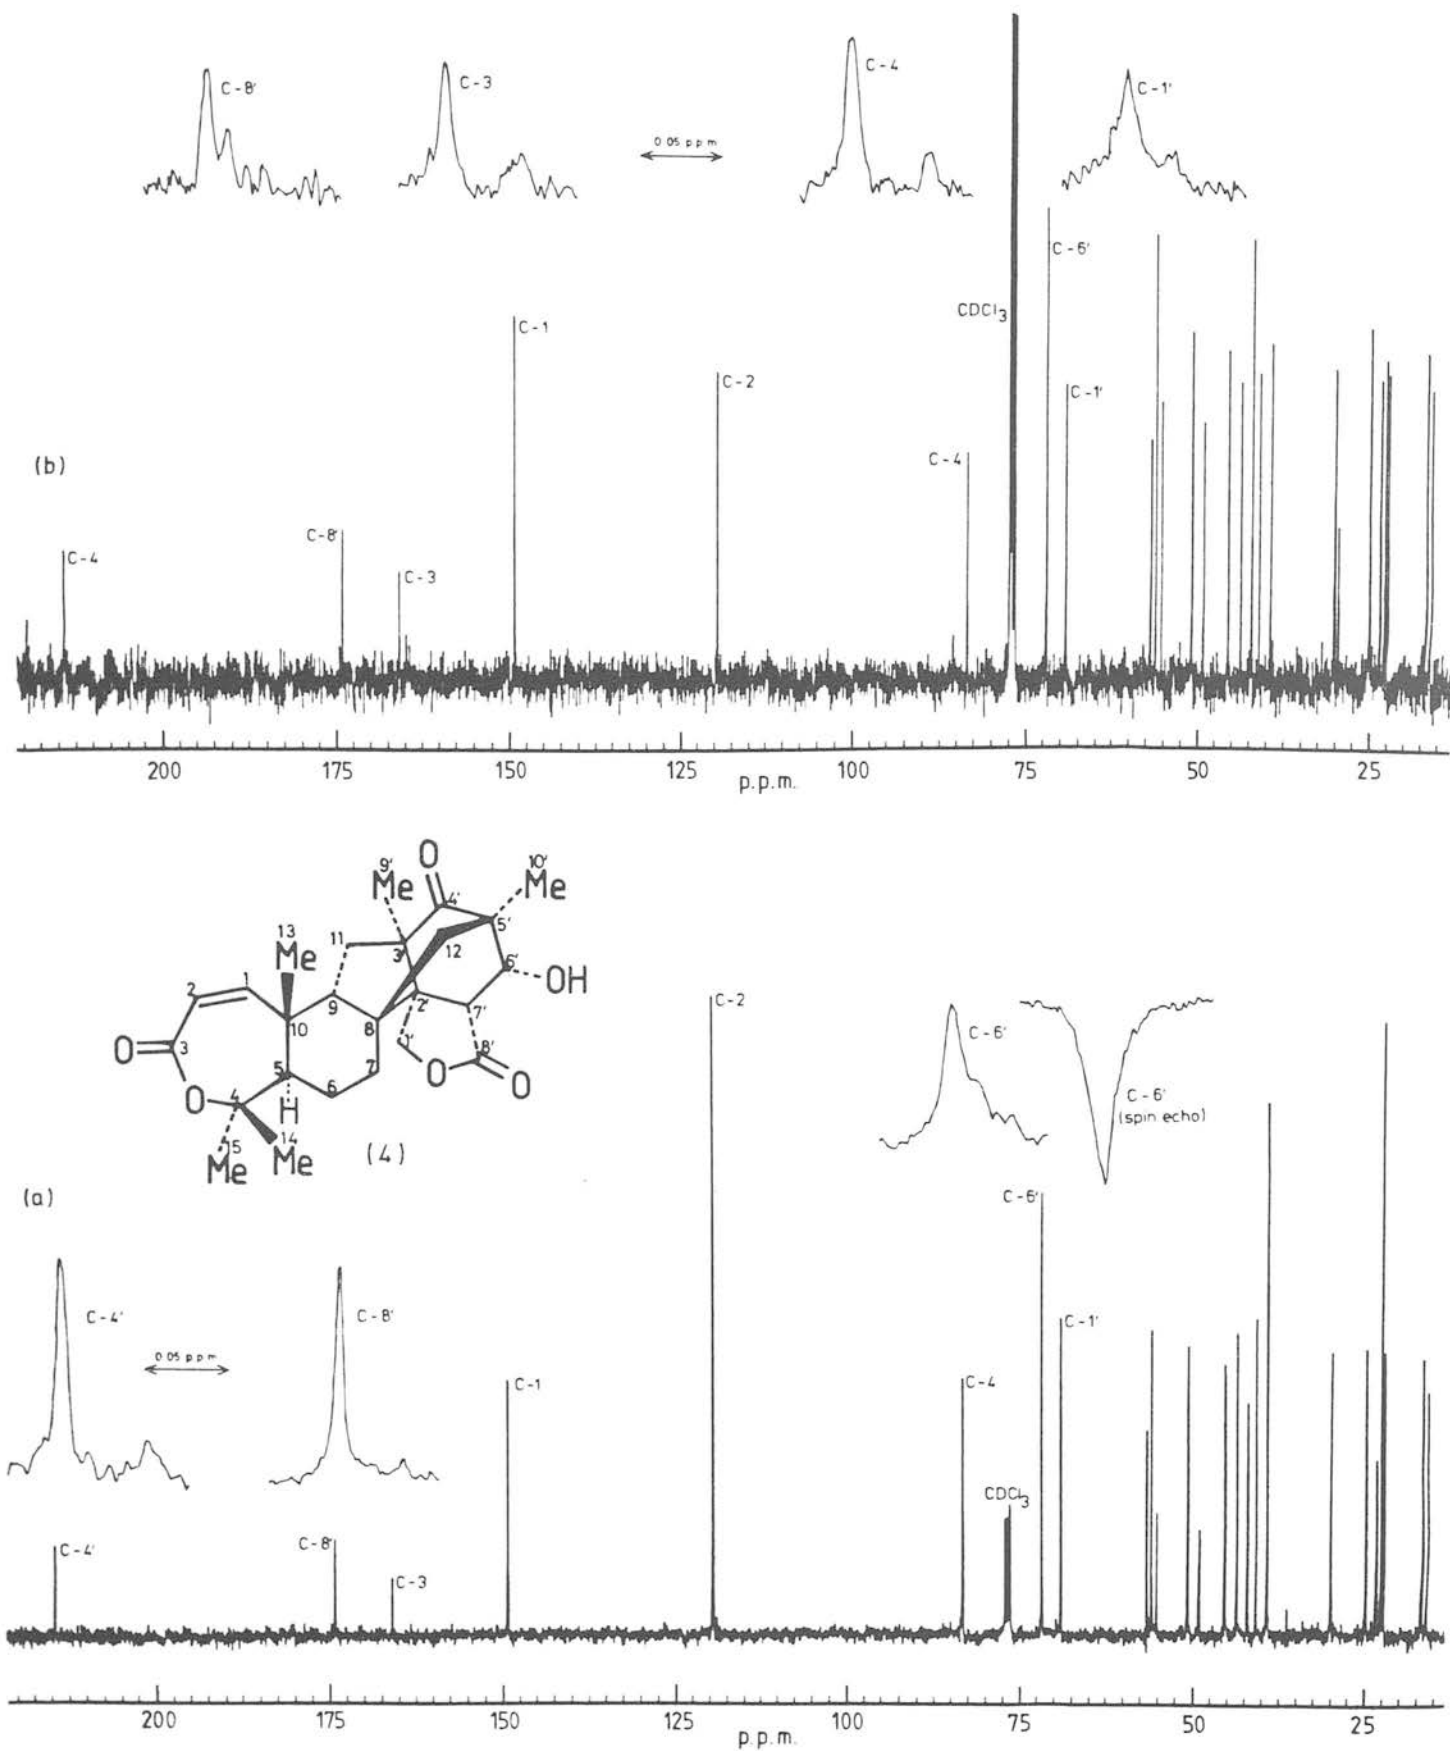 C-8'
C-3
0.05 p.p.m
C-4
C-1'
C-6'
CDCl3
C-1
C-2
C-1'
(b)
C-4
C-4
C-8'
C-3
200
175
150
125
100
75
50
25
p.p.m.
9'
Me
O
10'
Me
4'
5'
13
Me
11
3'
12
6'
OH
2
1
9
2'
7'
10
8
1'
8'
O
3
5
7
O
O
O
4
6
H
15
Me
14
Me
(4)
C-2
C-6'
C-6'
(spin echo)
(a)
C-6'
C-4'
C-8'
0.05 p.p.m
C-1'
C-1
C-4
CDCl3
C-4'
C-8'
C-3
200
175
150
125
100
75
50
25
p.p.m.